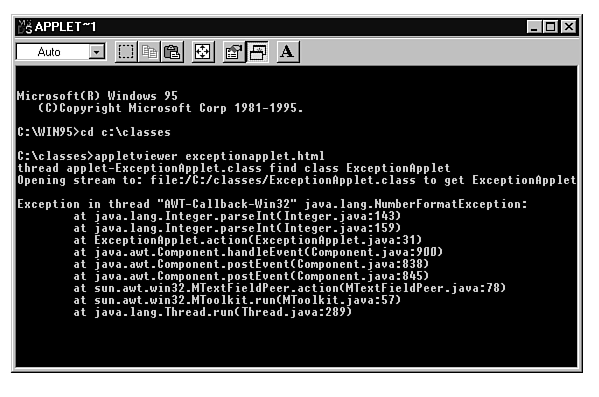 APPLET~1
Auto
A
Microsoft(R) Windows 95
(C)Copyright Microsoft Corp 1981-1995.
C:\WIN95>cd c:\classes
C:\classes>appletviewer exceptionapplet.html
thread applet-ExceptionApplet.class find class ExceptionApplet
Opening stream to: file:/C:/classes/ExceptionApplet.class to get ExceptionApplet
Exception in thread "AWT-Callback-Win32" java.lang.NumberFormatException:
at java.lang.Integer.parseInt(Integer.java:143)
at java.lang.Integer.parseInt(Integer.java:159)
at ExceptionApplet.action(ExceptionApplet.java:31)
at java.awt.Component.handleEvent(Component.java:900)
at java.awt.Component.postEvent(Component.java:838)
at java.awt.Component.postEvent(Component.java:845)
at sun.awt.win32.MTextFieldPeer.action(MTextFieldPeer.java:78)
at sun.awt.win32.MToolkit.run(MToolkit.java:57)
at java.lang.Thread.run(Thread.java:289)